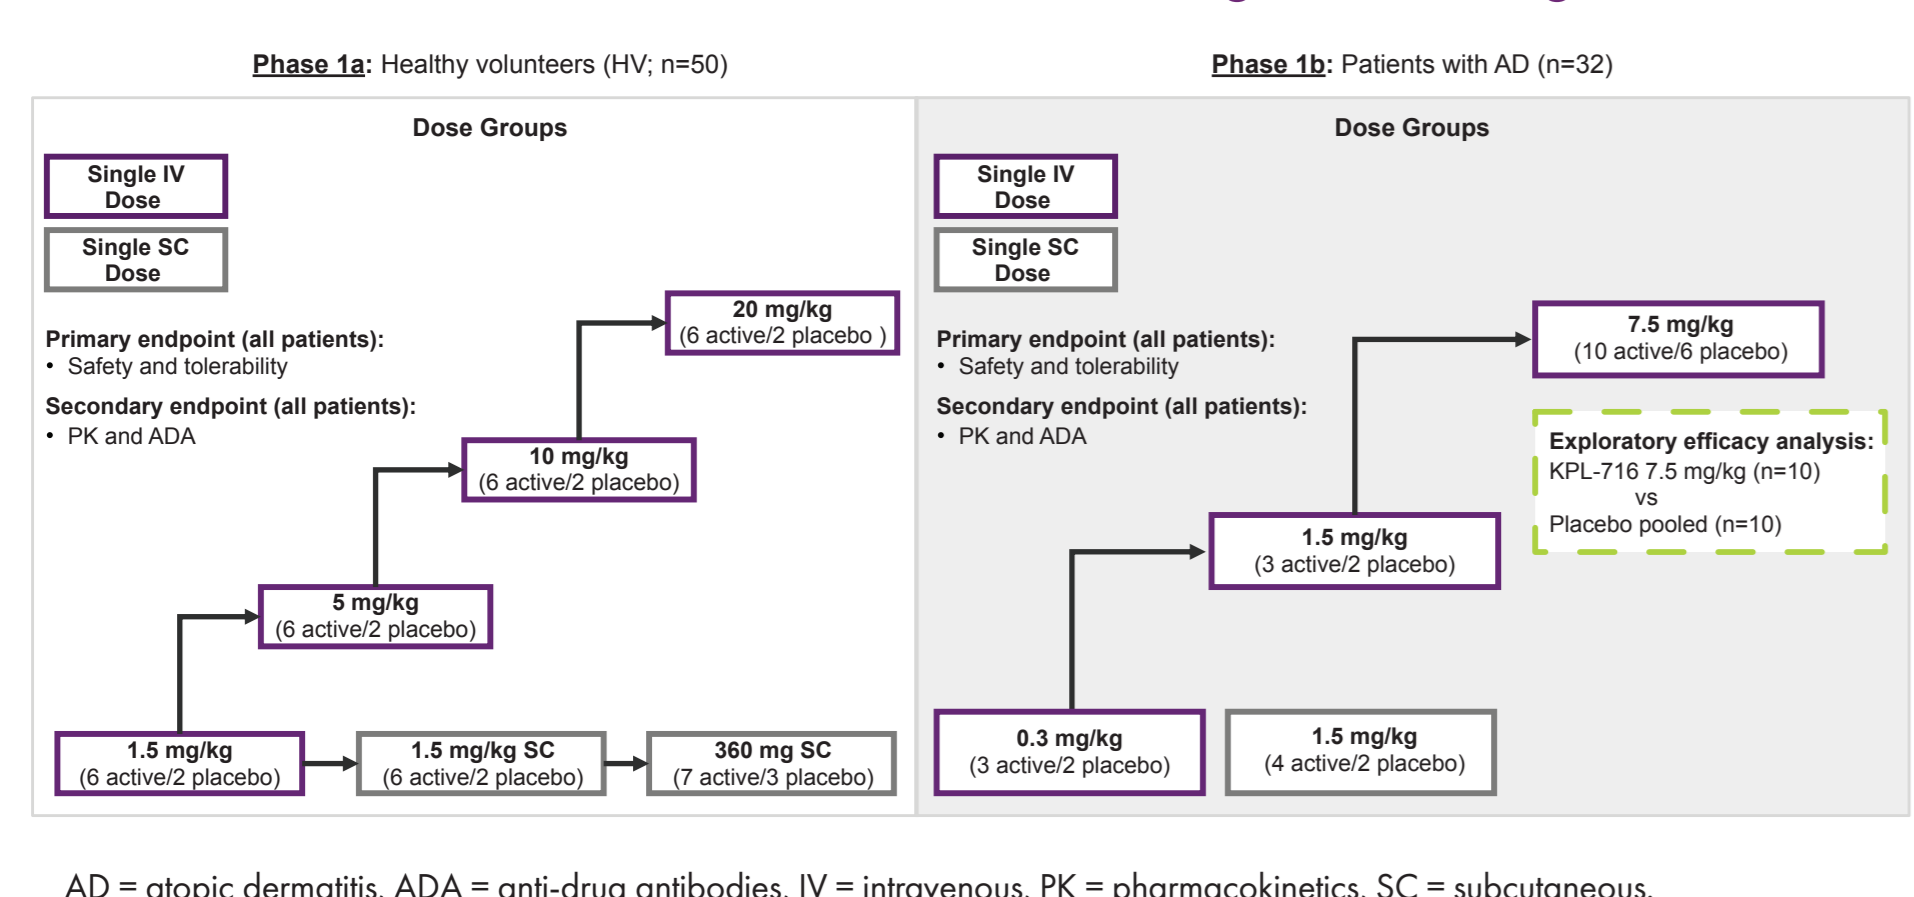 Phase 1a: Healthy volunteers (HV; n=50)
Dose Groups
Single IV
Dose
Single SC
Dose
Primary endpoint (all patients):
• Safety and tolerability
Secondary endpoint (all patients):
• PK and ADA
20 mg/kg
(6 active/2 placebo )
10 mg/kg
(6 active/2 placebo)
5 mg/kg
(6 active/2 placebo)
1.5 mg/kg
(6 active/2 placebo)
1.5 mg/kg SC
(6 active/2 placebo)
360 mg SC
(7 active/3 placebo)
Phase 1b: Patients with AD (n=32)
Dose Groups
Single IV
Dose
Single SC
Dose
Primary endpoint (all patients):
• Safety and tolerability
Secondary endpoint (all patients):
• PK and ADA
7.5 mg/kg
(10 active/6 placebo)
Exploratory efficacy analysis:
KPL-716 7.5 mg/kg (n=10)
vs
Placebo pooled (n=10)
1.5 mg/kg
(3 active/2 placebo)
0.3 mg/kg
(3 active/2 placebo)
1.5 mg/kg
(4 active/2 placebo)
AD = atopic dermatitis, ADA = anti-drug antibodies, IV = intravenous, PK = pharmacokinetics, SC = subcutaneous.